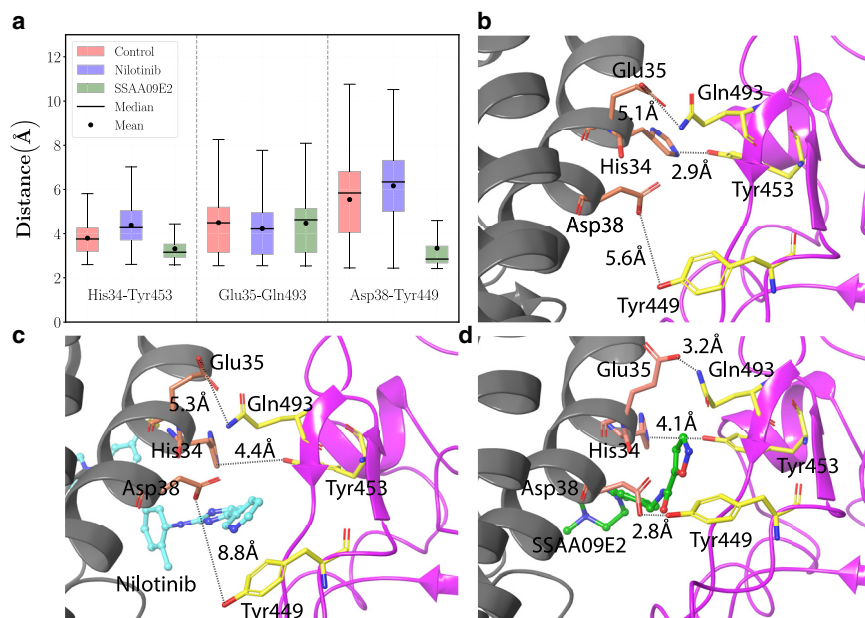 a
Distance(Å)
12
10
8
6
4
2
0
Control
Nilotinib
SSAA09E2
Median
Mean
His34-Tyr453
Glu35-Gln493
Asp38-Tyr449
b
Glu35
Gln493
5.1Å
His34
2.9Å
Tyr453
Asp38
5.6Å
Tyr449
c
Glu35
5.3Å
Gln493
His34
4.4Å
Asp38
Tyr453
8.8Å
Nilotinib
Tyr449
d
3.2Å
Glu35
Gln493
4.1Å
His34
Tyr453
Asp38
2.8Å
SSAA09E2
Tyr449